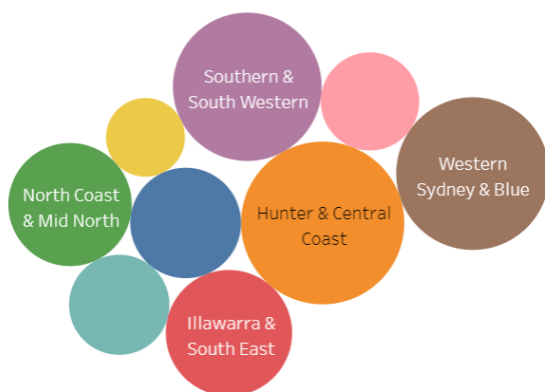 Southern &
South Western
Western
Sydney & Blue
North Coast
& Mid North
Hunter & Central
Coast
Illawarra &
South East